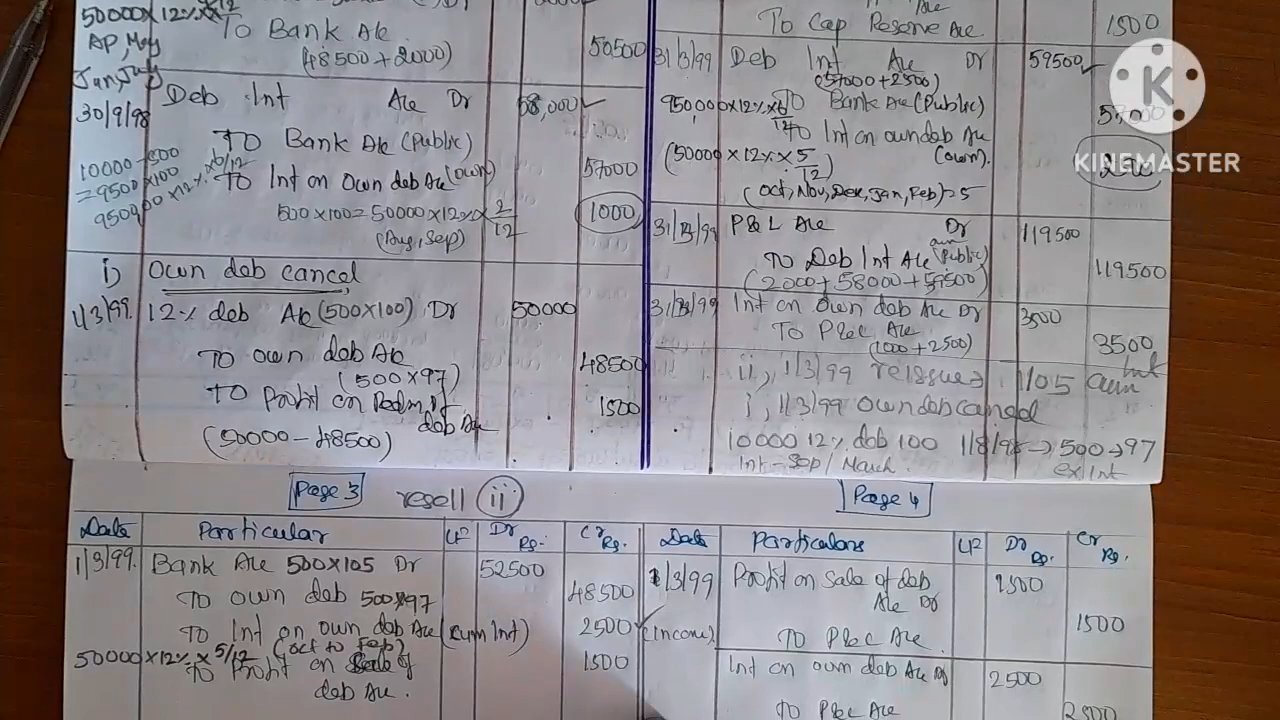 50000×12%×
AP, May
Jan, July
To Bank A/c
(48500+2000)
50500
30/9/98
Deb Int A/c Dr
58,000
To Bank A/c (Public)
57000
10000-500
=9500×100
950000×12%×6/12
To Int on Own deb A/c (own)
500×100=50000×12%×2/12
1000
(Aug, Sep)
i) Own deb cancel
1/3/99. 12% deb A/c (500×100) Dr
50000
To own deb A/c
48500
(500×97)
To Profit on Redm of
deb A/c
1500
(50000-48500)
To Cap Reserve A/c
1500
31/3/99 Deb Int A/c Dr
59500
(57000+2500)
950,000×12%×6/12
To Bank A/c (Public)
To Int on own deb A/c
(own).
(50000×12%×5/12
(Oct, Nov, Dec, Jan, Feb)=5
KINEMASTER
31/3/99 P&L A/c Dr
119500
To Deb Int A/c (Public)
119500
(2000+58000+59500)
31/3/99 Int on own deb A/c Dr
3500
To P&L A/c
3500
(1000+2500)
ii, 1/3/99 reissue 1105 cum Int
i, 1/3/99 own deb cancel
10000 12% deb 100 1/8/98→500→97
Int-Sep/March. ex Int
Page 3
resell (ii)
Page 4
Date Particular LF Dr Rs. Cr Rs. Date Particulars LF Dr Rs. Cr Rs.
1/3/99. Bank A/c 500×105 Dr
52500
To own deb 500×97
48500
To Int on own deb A/c (cum Int)
2500
50000×12%×5/12 (oct to Feb)
To Profit on Sale of
deb A/c.
1500
1/3/99 Profit on sale of deb
A/c Dr
1500
(Income)
To P&L A/c
1500
Int on own deb A/c Dr
2500
To P&L A/c
2500